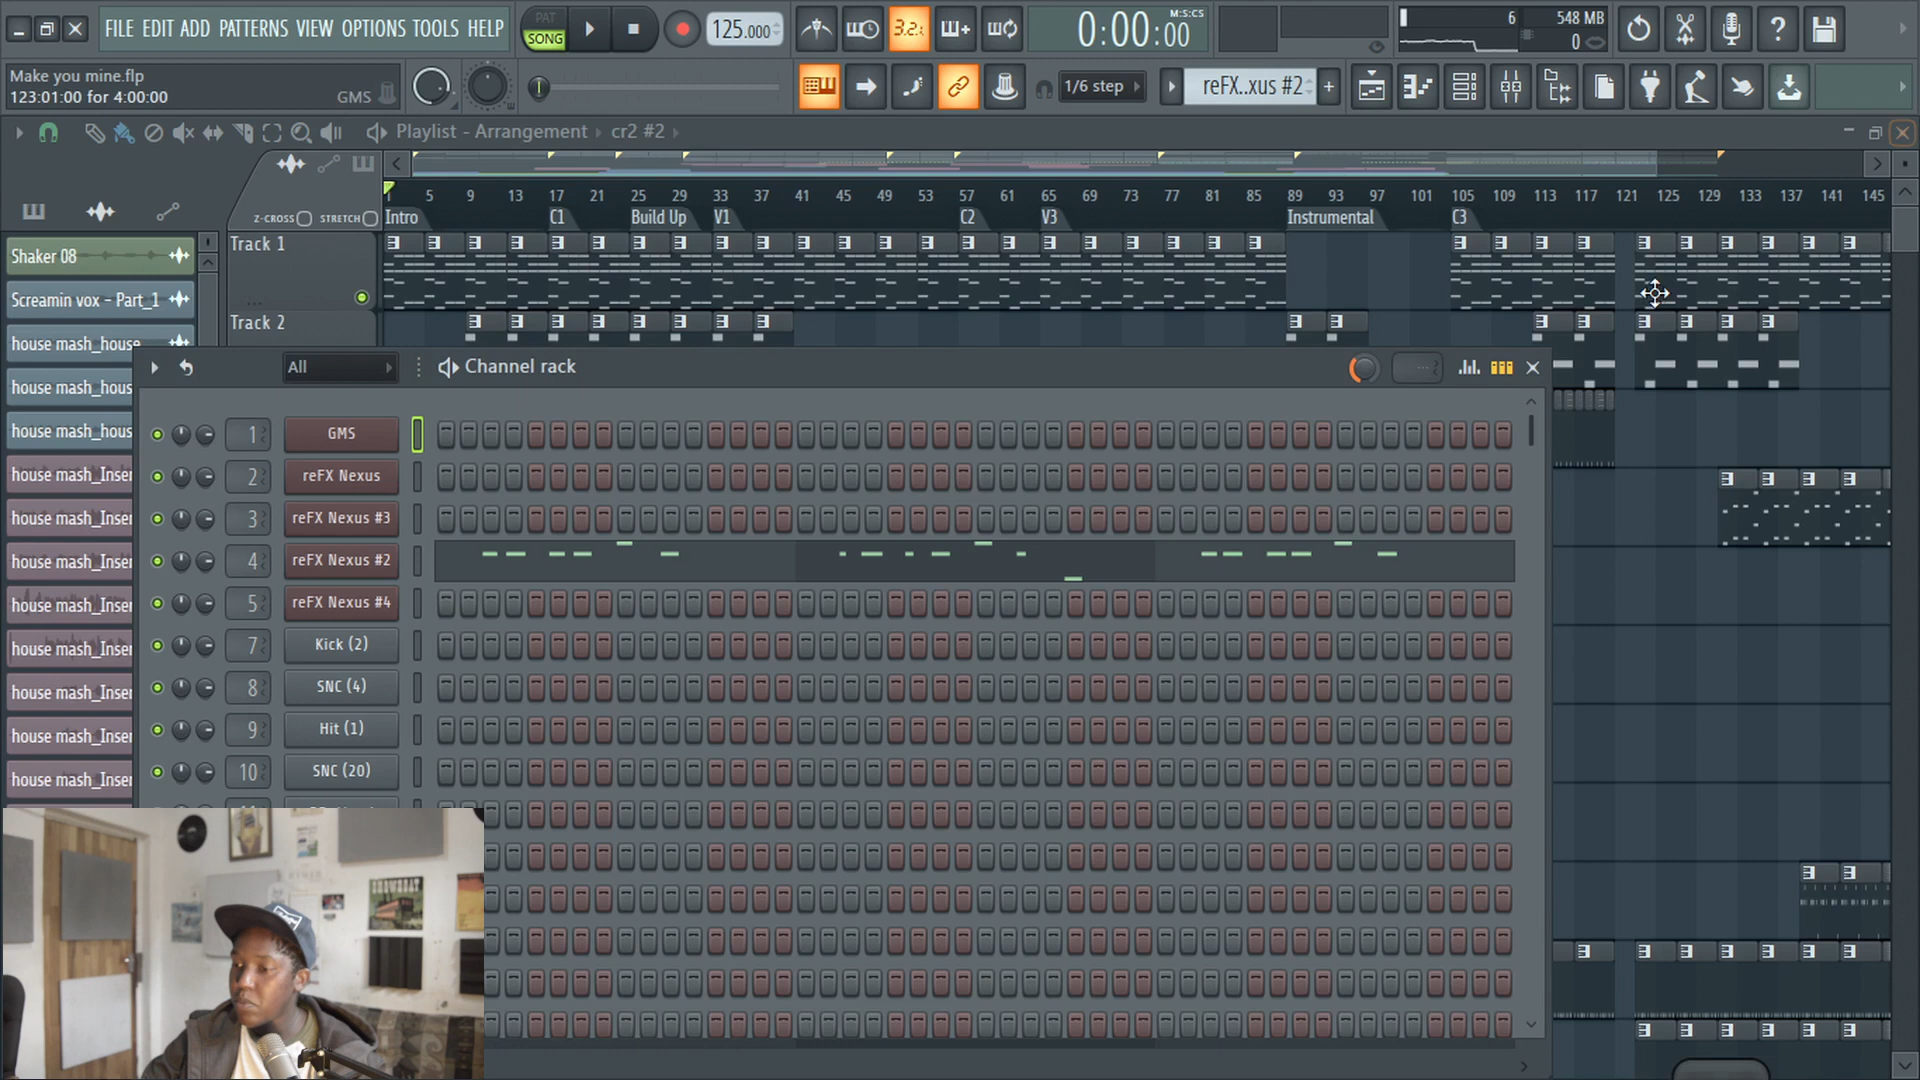 FILE EDIT ADD PATTERNS VIEW OPTIONS TOOLS HELP
PAT
SONG
125.000
3.2.
0:00:00
M:S:CS
6
548 MB
0
Make you mine.flp
123:01:00 for 4:00:00
GMS
1/6 step
reFX..xus #2
Playlist - Arrangement
cr2 #2
1 5 9 13 17 21 25 29 33 37 41 45 49 53 57 61 65 69 73 77 81 85 89 93 97 101 105 109 113 117 121 125 129 133 137 141 145
Z-CROSS STRETCH
Intro C1 Build Up V1 C2 V3 Instrumental C3
Shaker 08
Screamin vox - Part_1
house mash_house
house mash_hous
house mash_hous
house mash_Inser
house mash_Inser
house mash_Inser
house mash_Inser
house mash_Inser
house mash_Inser
house mash_Inser
house mash_Inser
Track 1
Track 2
All
Channel rack
1 GMS
2 reFX Nexus
3 reFX Nexus #3
4 reFX Nexus #2
5 reFX Nexus #4
7 Kick (2)
8 SNC (4)
9 Hit (1)
10 SNC (20)